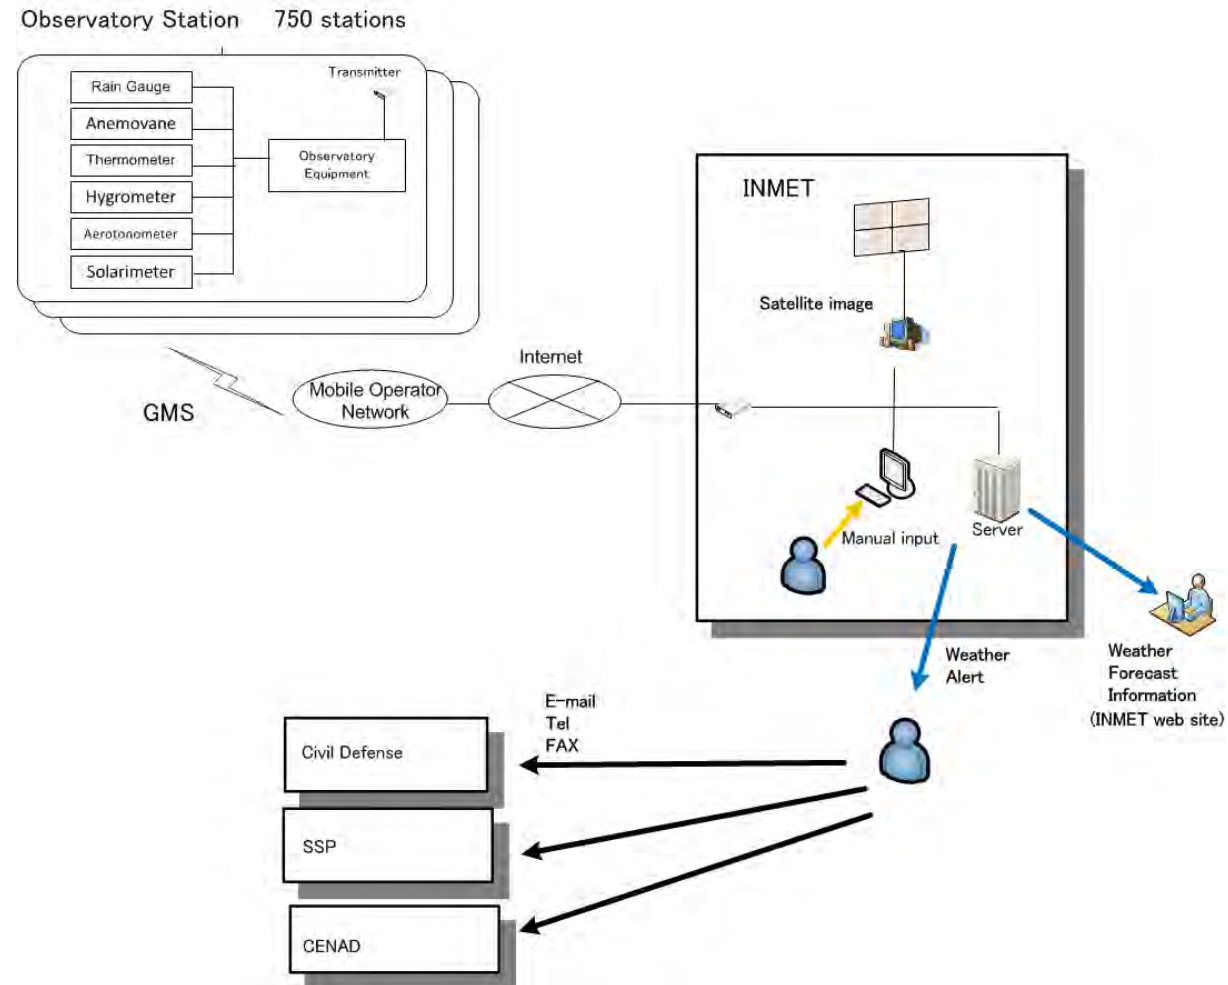 Observatory Station 750 stations
Transmitter
Rain Gauge
Anemovane
Thermometer
Hygrometer
Aerotonometer
Solarimeter
Observatory
Equipment
GMS
Mobile Operator
Network
Internet
INMET
Satellite image
Manual input
Server
Weather
Alert
Weather
Forecast
Information
(INMET web site)
E-mail
Tel
FAX
Civil Defense
SSP
CENAD